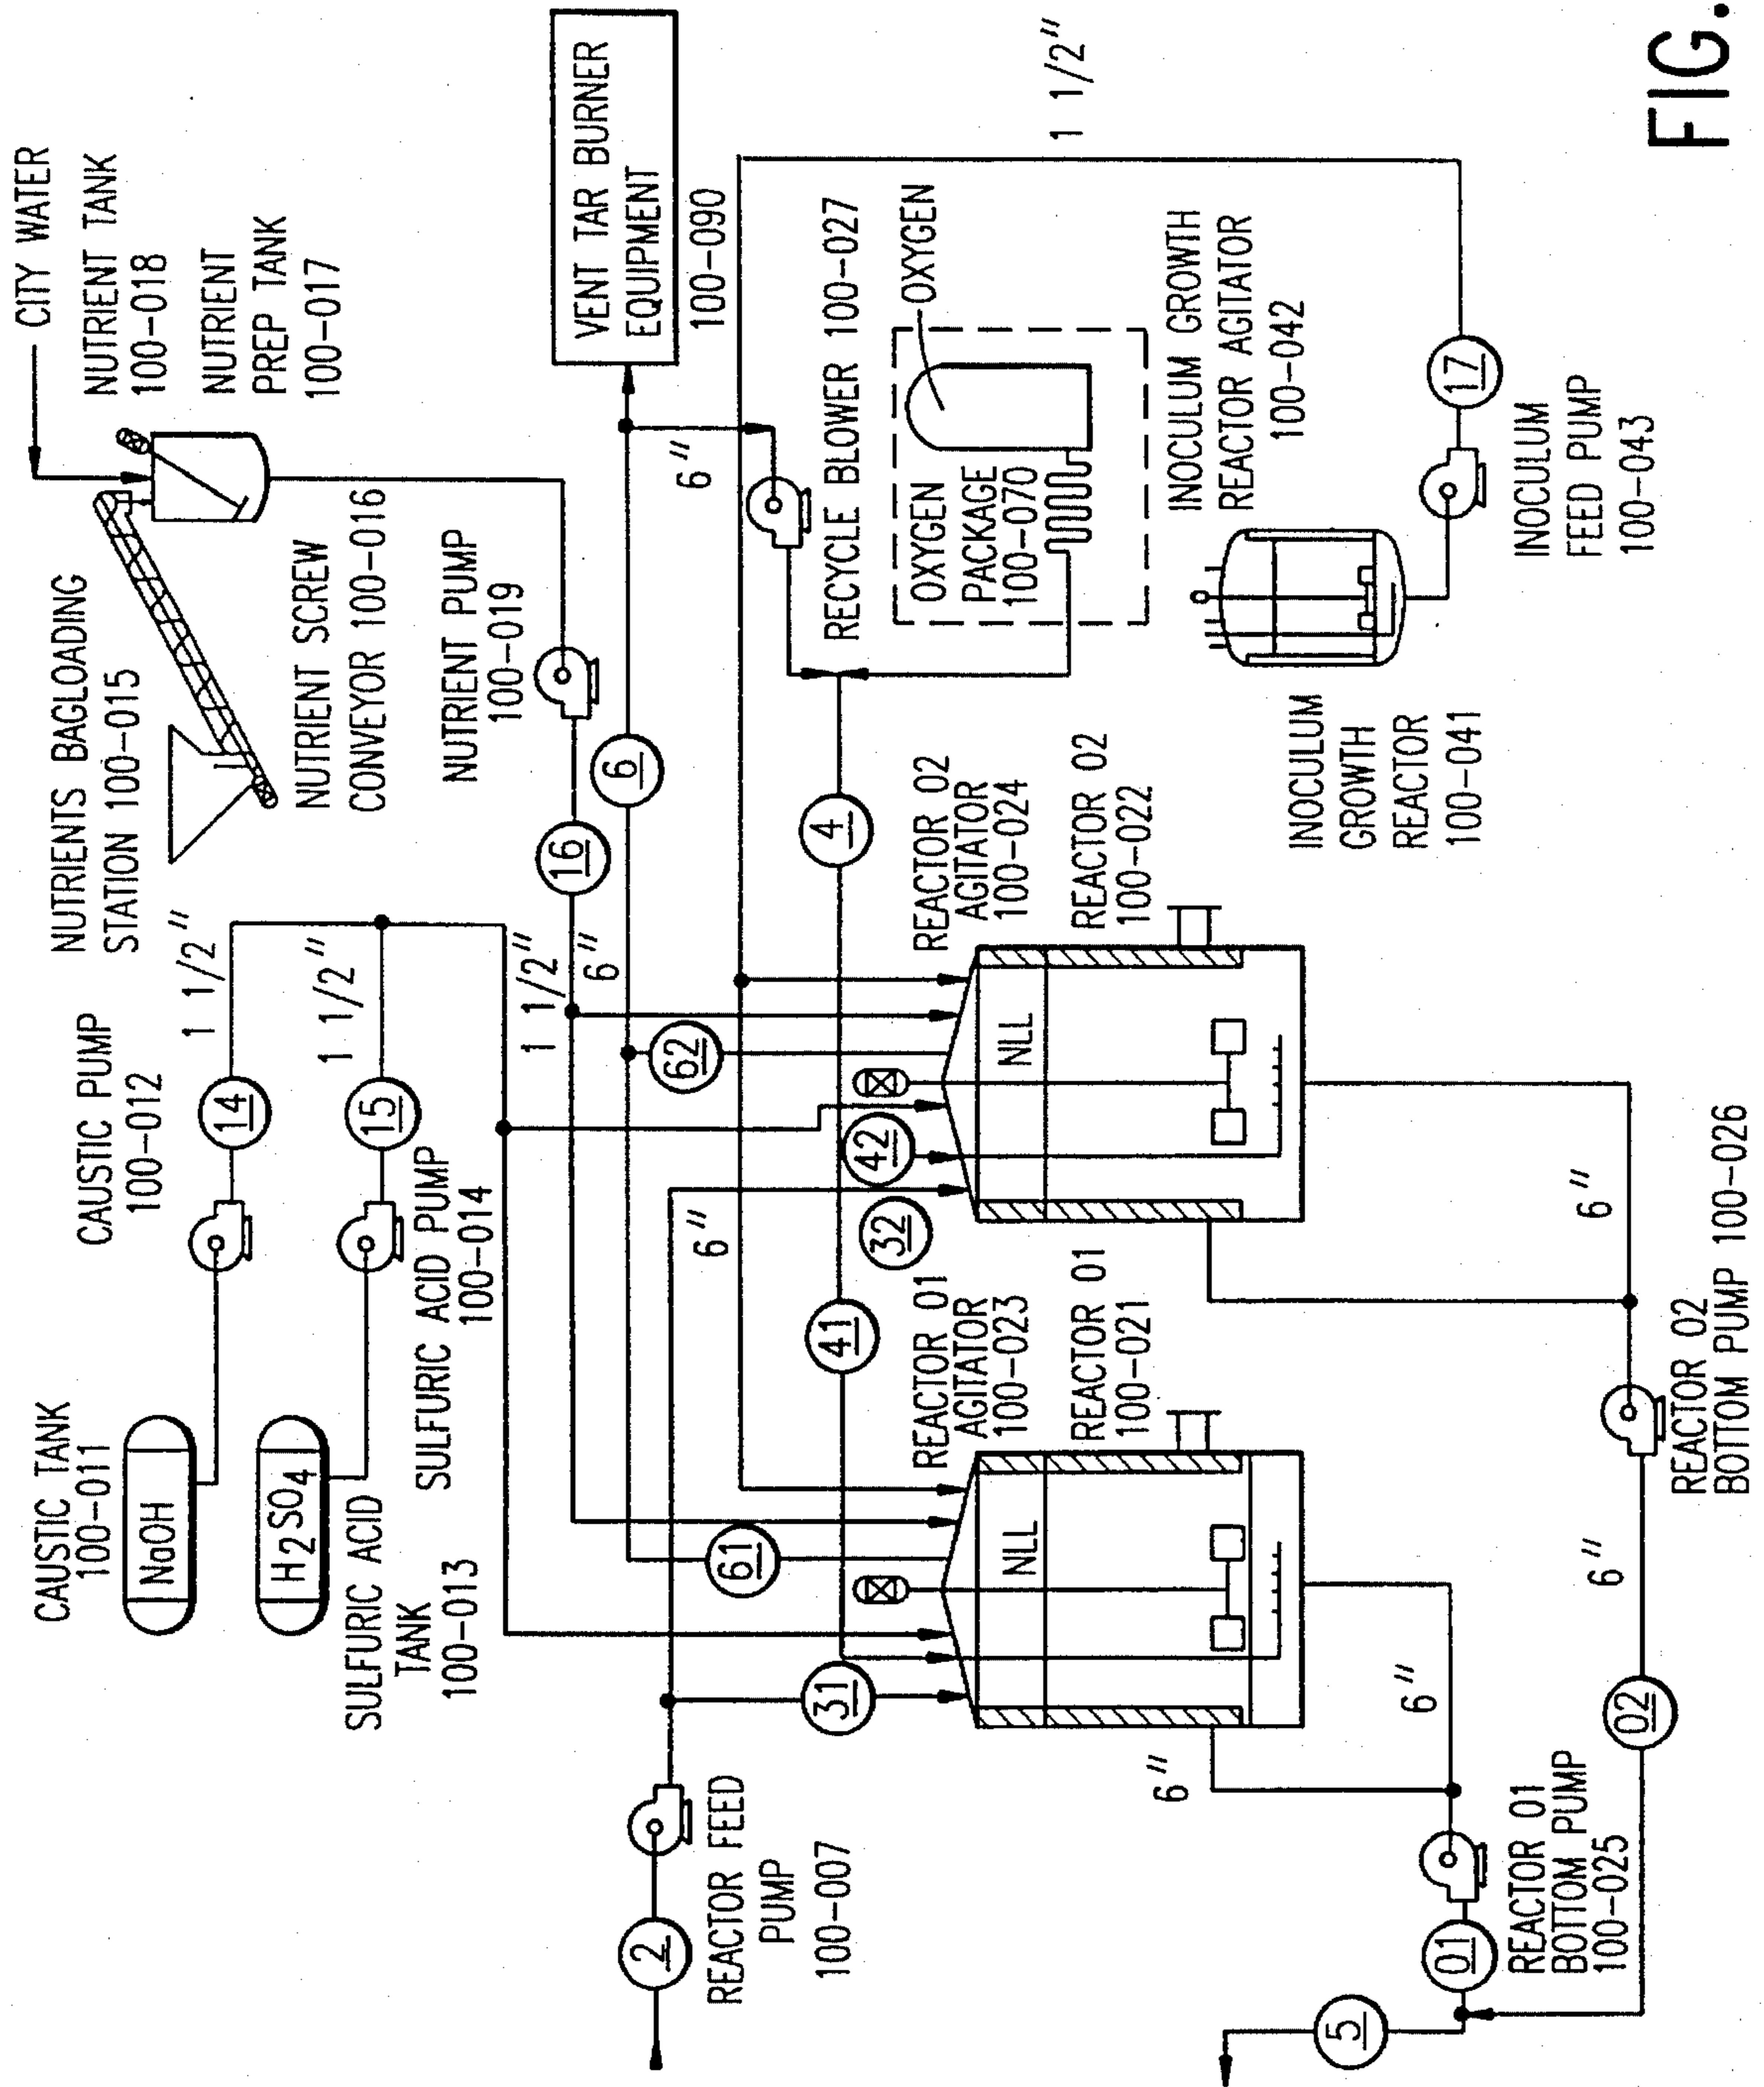 CITY WATER
NUTRIENT TANK
100-018
NUTRIENT
PREP TANK
100-017
NUTRIENTS BAGLOADING
STATION 100-015
NUTRIENT SCREW
CONVEYOR 100-016
NUTRIENT PUMP
100-019
VENT TAR BURNER
EQUIPMENT
100-090
CAUSTIC TANK
100-011
NaOH
CAUSTIC PUMP
100-012
14
1 1/2"
H2SO4
SULFURIC ACID
TANK
100-013
15
1 1/2"
SULFURIC ACID PUMP
100-014
1 1/2"
16
6"
6
6"
RECYCLE BLOWER 100-027
OXYGEN
OXYGEN
PACKAGE
100-070
1 1/2"
2
REACTOR FEED
PUMP
100-007
6"
61
62
31
41
32
42
4
REACTOR 01
AGITATOR
100-023
REACTOR 01
100-021
NLL
REACTOR 02
AGITATOR
100-024
REACTOR 02
100-022
NLL
INOCULUM GROWTH
REACTOR AGITATOR
100-042
INOCULUM
GROWTH
REACTOR
100-041
17
INOCULUM
FEED PUMP
100-043
6"
6"
6"
5
01
REACTOR 01
BOTTOM PUMP
100-025
02
6"
REACTOR 02
BOTTOM PUMP 100-026
FIG.